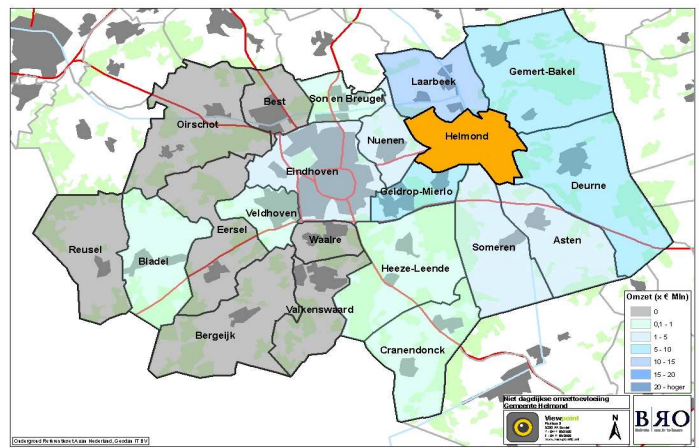 Laarbeek
Gemert-Bakel
Best
Son en Breugel
Oirschot
Helmond
Nuenen
Eindhoven
Deurne
Geldrop-Mierlo
Veldhoven
Eersel
Waalre
Reusel
Bladel
Someren
Asten
Heeze-Leende
Valkenswaard
Bergeijk
Cranendonck
Omzet (x € Mln)
0
0,1 - 1
1 - 5
5 - 10
10 - 15
15 - 20
20 - hoger
Niet dagdijkse omzettoevloeiing
Gemeente Helmond
Viewpoint
N
BRO